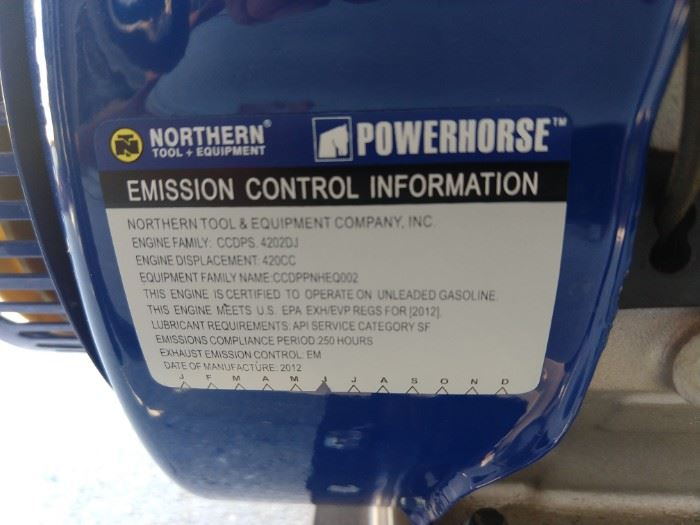 NORTHERN®
TOOL + EQUIPMENT
POWERHORSE™
EMISSION CONTROL INFORMATION
NORTHERN TOOL & EQUIPMENT COMPANY, INC.
ENGINE FAMILY: CCDPS. 4202DJ
ENGINE DISPLACEMENT: 420CC
EQUIPMENT FAMILY NAME:CCDPPNHEQ002
THIS ENGINE IS CERTIFIED TO OPERATE ON UNLEADED GASOLINE.
THIS ENGINE MEETS U.S. EPA EXH/EVP REGS FOR [2012].
LUBRICANT REQUIREMENTS: API SERVICE CATEGORY SF
EMISSIONS COMPLIANCE PERIOD:250 HOURS
EXHAUST EMISSION CONTROL: EM
DATE OF MANUFACTURE: 2012
J F M A M J J A S O N D